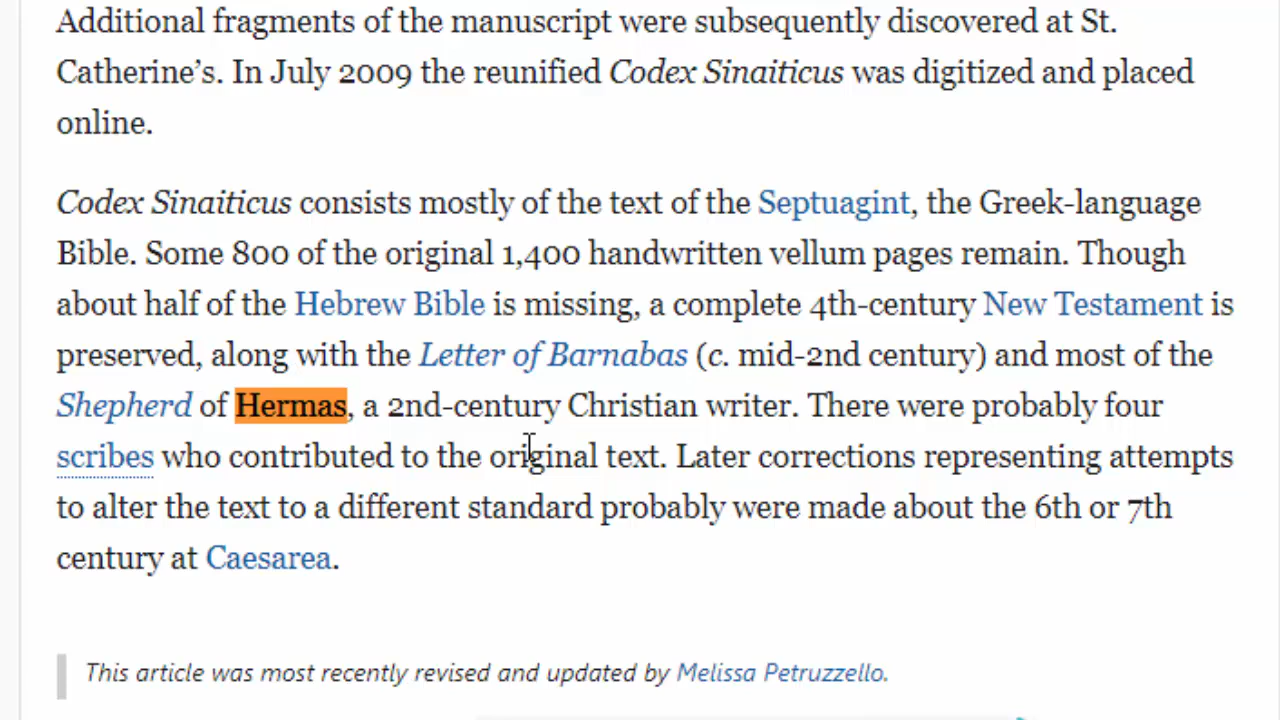 Additional fragments of the manuscript were subsequently discovered at St.
Catherine’s. In July 2009 the reunified Codex Sinaiticus was digitized and placed
online.
Codex Sinaiticus consists mostly of the text of the Septuagint, the Greek-language
Bible. Some 800 of the original 1,400 handwritten vellum pages remain. Though
about half of the Hebrew Bible is missing, a complete 4th-century New Testament is
preserved, along with the Letter of Barnabas (c. mid-2nd century) and most of the
Shepherd of Hermas, a 2nd-century Christian writer. There were probably four
scribes who contributed to the original text. Later corrections representing attempts
to alter the text to a different standard probably were made about the 6th or 7th
century at Caesarea.
This article was most recently revised and updated by Melissa Petruzzello.